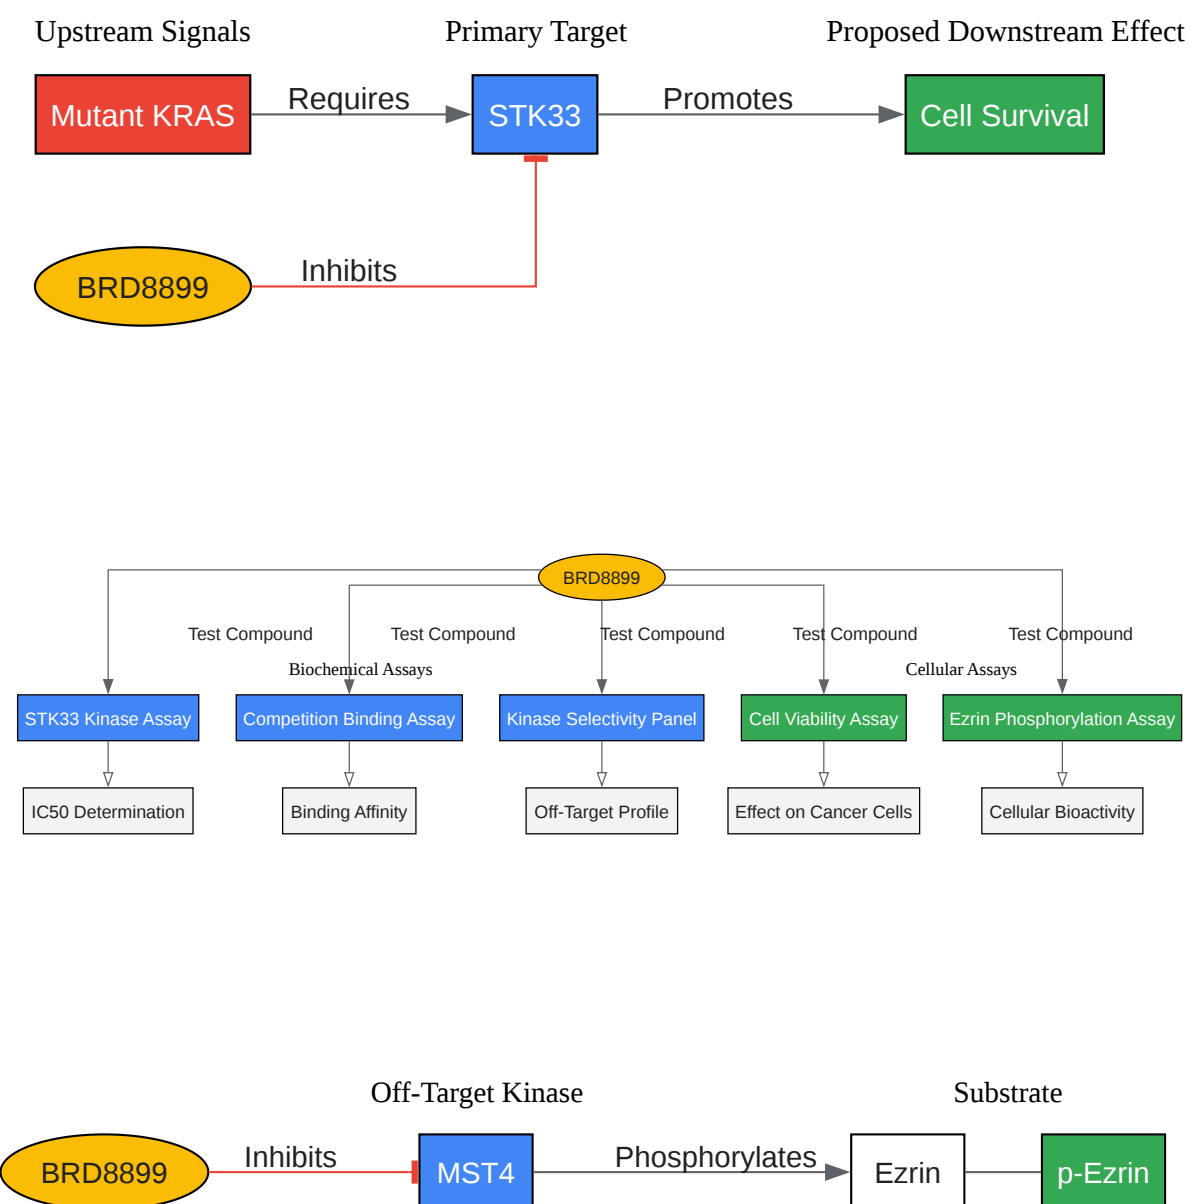 Upstream Signals
Primary Target
Proposed Downstream Effect
Mutant KRAS
Requires
STK33
Promotes
Cell Survival
BRD8899
Inhibits
BRD8899
Test Compound
Test Compound
Test Compound
Test Compound
Test Compound
Biochemical Assays
Cellular Assays
STK33 Kinase Assay
Competition Binding Assay
Kinase Selectivity Panel
Cell Viability Assay
Ezrin Phosphorylation Assay
IC50 Determination
Binding Affinity
Off-Target Profile
Effect on Cancer Cells
Cellular Bioactivity
Off-Target Kinase
Substrate
BRD8899
Inhibits
MST4
Phosphorylates
Ezrin
p-Ezrin